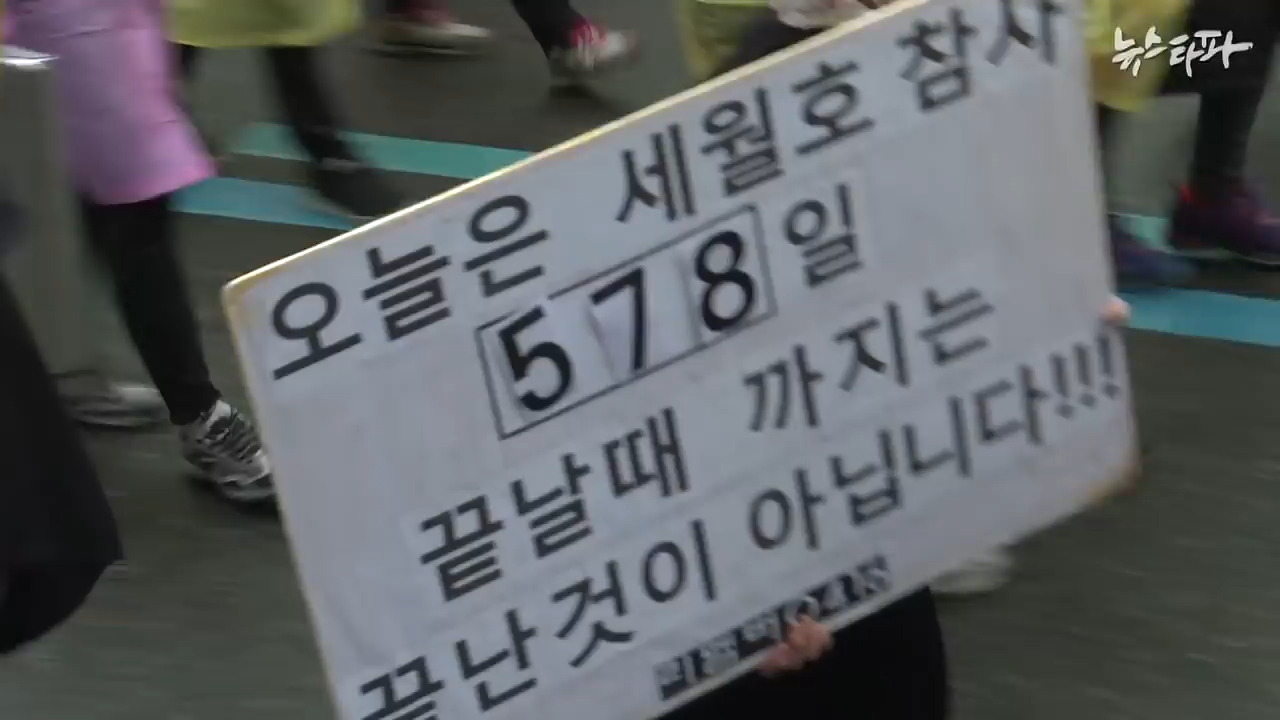 뉴스타파
오늘은 세월호 참사
578일
끝날때 까지는
끝난것이 아닙니다!!!